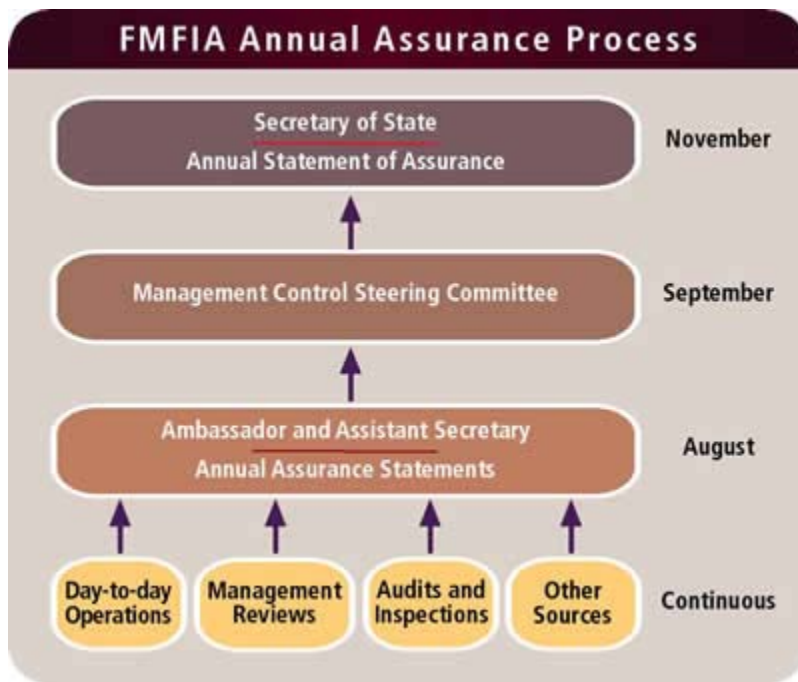 FMFIA Annual Assurance Process
Secretary of State
Annual Statement of Assurance
November
Management Control Steering Committee
September
Ambassador and Assistant Secretary
Annual Assurance Statements
August
Day-to-day
Operations
Management
Reviews
Audits and
Inspections
Other
Sources
Continuous